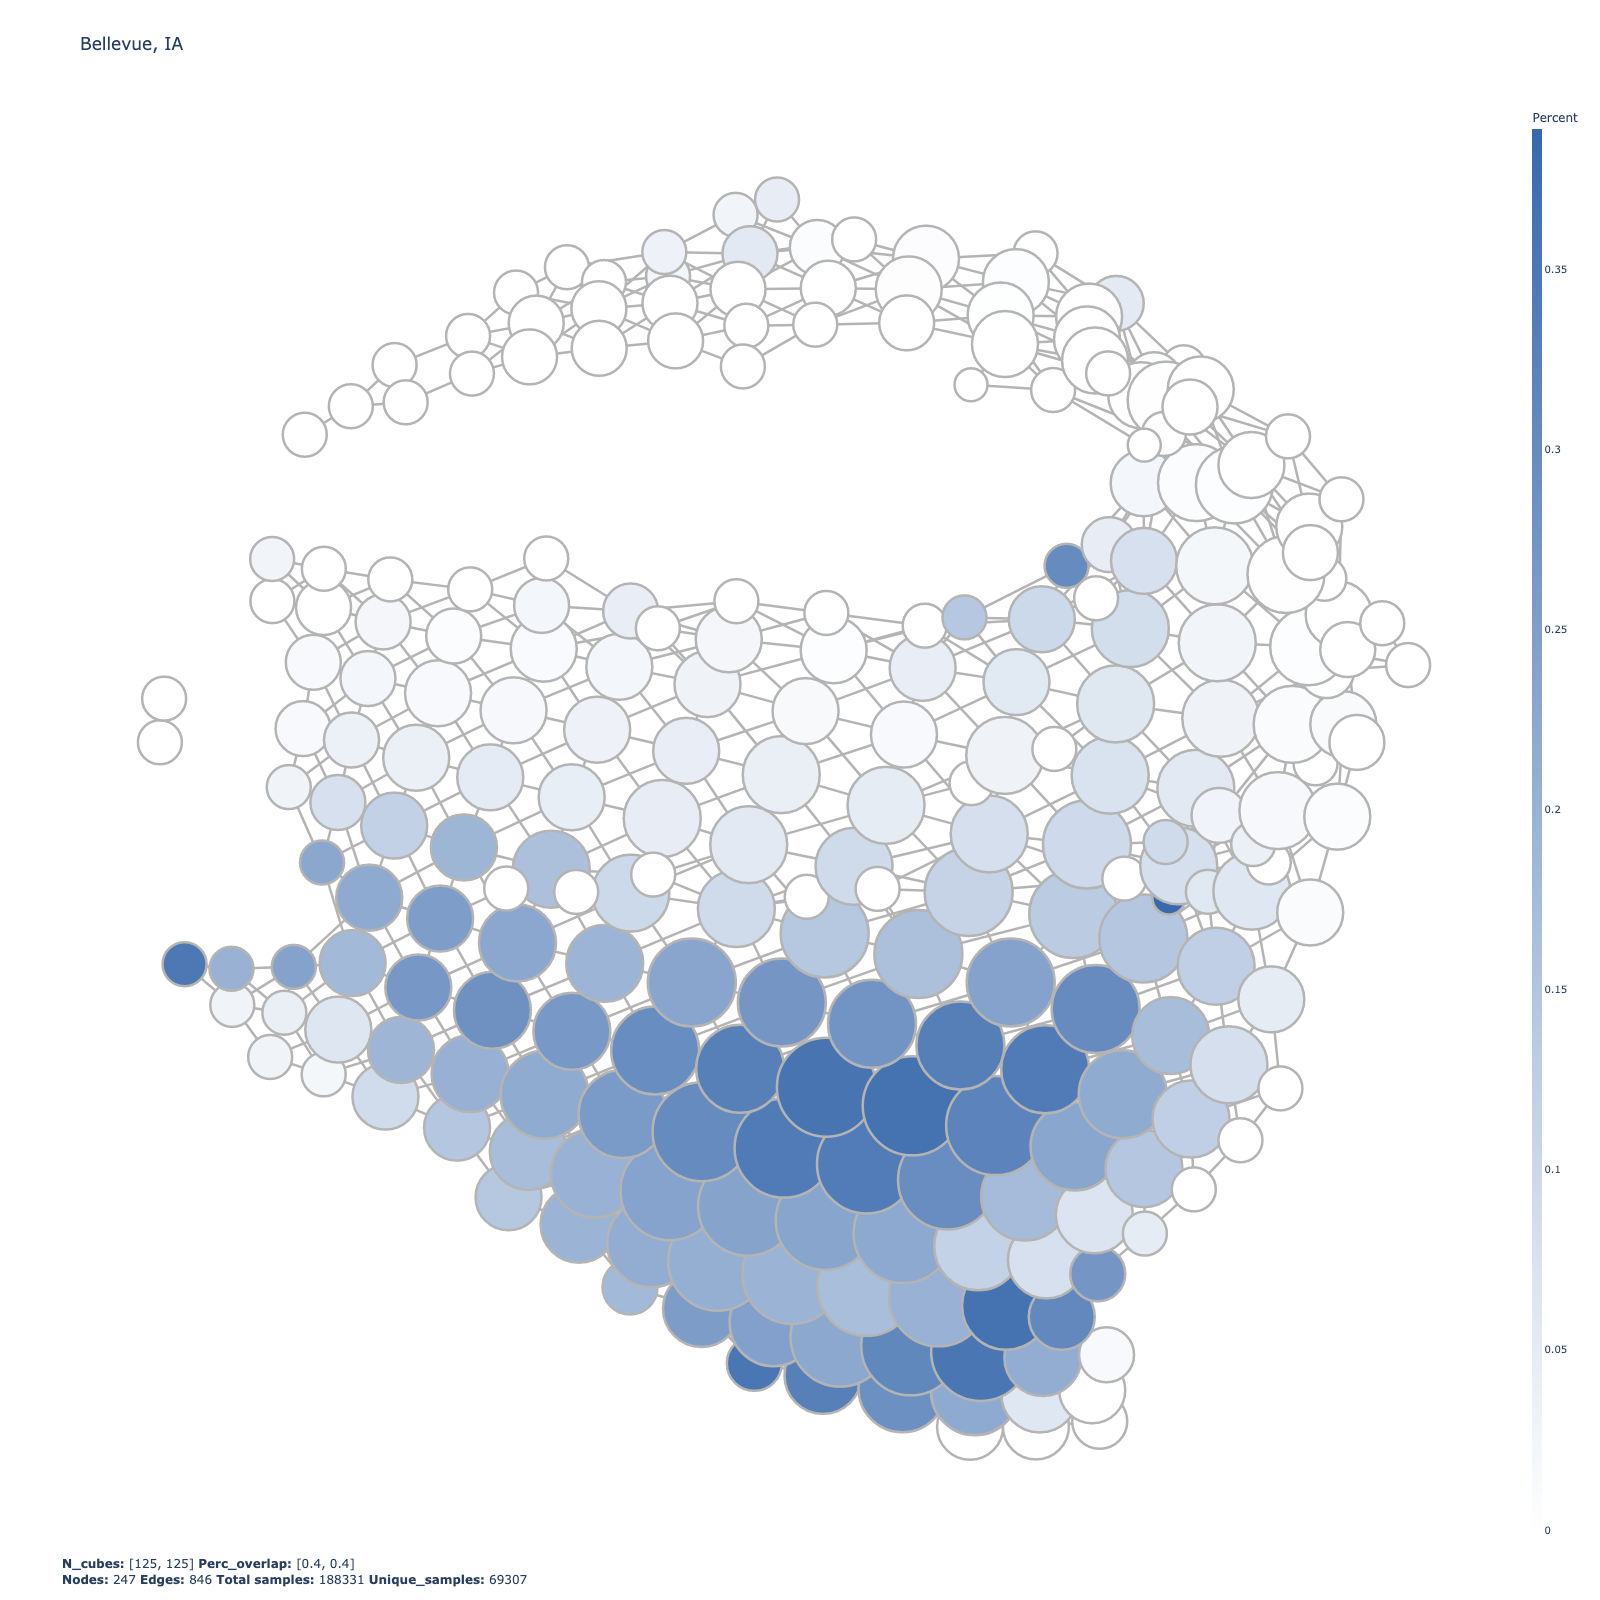 Bellevue, IA
Percent
0.35
0.3
0.25
0.2
0.15
0.1
0.05
0
N_cubes: [125, 125] Perc_overlap: [0.4, 0.4]
Nodes: 247 Edges: 846 Total samples: 188331 Unique_samples: 69307